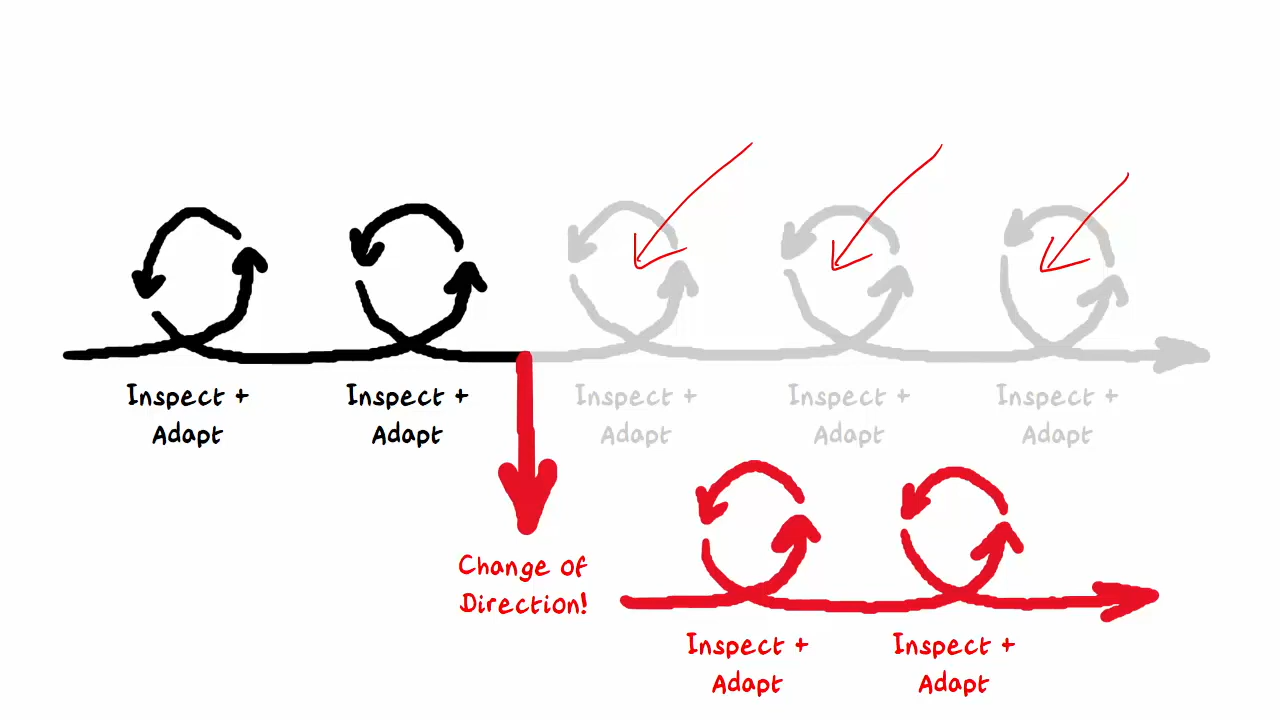 Inspect +
Adapt
Inspect +
Adapt
Inspect +
Adapt
Inspect +
Adapt
Inspect +
Adapt
Change of
Direction!
Inspect +
Adapt
Inspect +
Adapt